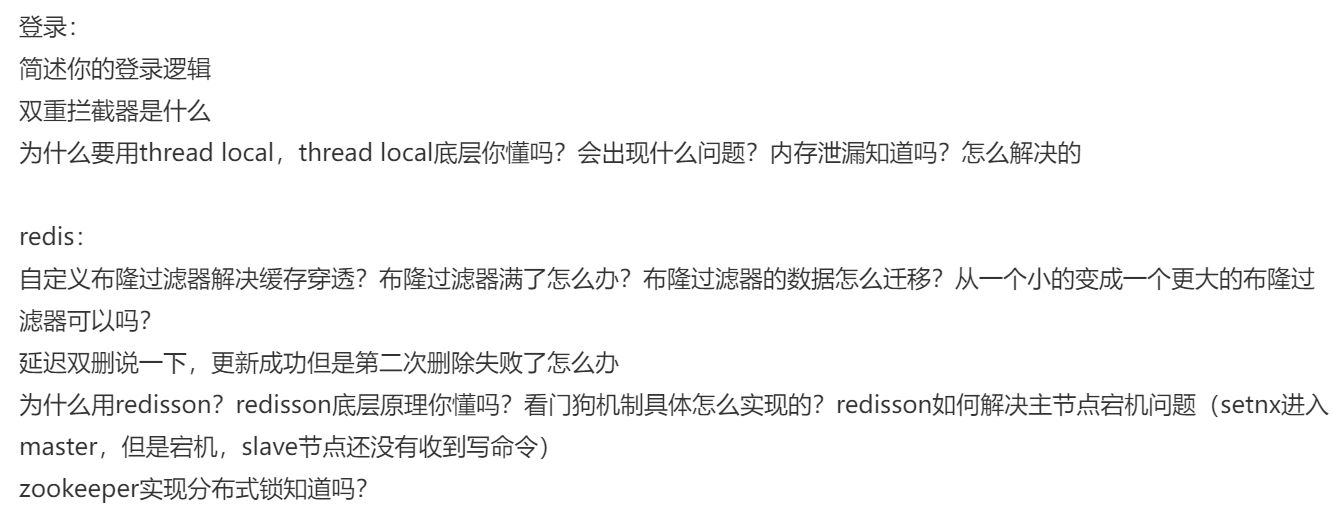 登录：
简述你的登录逻辑
双重拦截器是什么
为什么要用thread local，thread local底层你懂吗？会出现什么问题？内存泄漏知道吗？怎么解决的
redis：
自定义布隆过滤器解决缓存穿透？布隆过滤器满了怎么办？布隆过滤器的数据怎么迁移？从一个小的变成一个更大的布隆过
滤器可以吗？
延迟双删说一下，更新成功但是第二次删除失败了怎么办
为什么用redisson？redisson底层原理你懂吗？看门狗机制具体怎么实现的？redisson如何解决主节点宕机问题（setnx进入
master，但是宕机，slave节点还没有收到写命令）
zookeeper实现分布式锁知道吗？